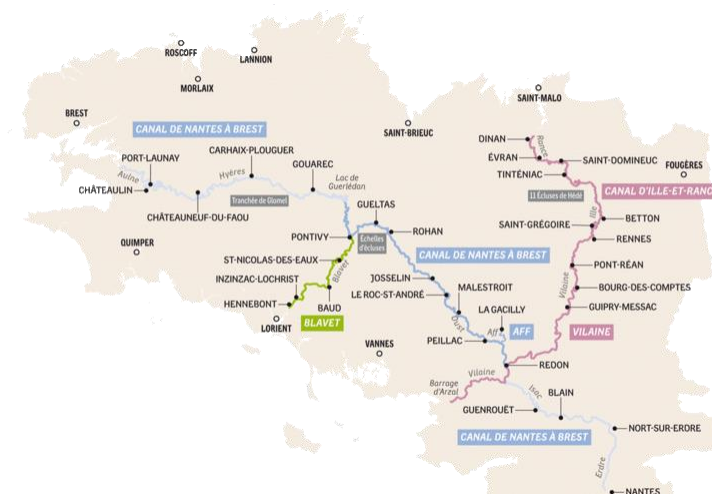 ROSCOFF
LANNION
MORLAIX
SAINT-MALO
BREST
CANAL DE NANTES À BREST
SAINT-BRIEUC
DINAN
Rance
PORT-LAUNAY
CARHAIX-PLOUGUER
ÉVRAN
SAINT-DOMINEUC
GOUAREC
FOUGÈRES
Aulne
Hyères
TINTÉNIAC
Lac de
Guerlédan
CHÂTEAULIN
CANAL D'ILLE-ET-RANC
Tranchée de Glomel
11 Écluses de Hédé
GUELTAS
CHÂTEAUNEUF-DU-FAOU
Ille
BETTON
SAINT-GRÉGOIRE
ROHAN
PONTIVY
Échelles
d'écluses
RENNES
QUIMPER
CANAL DE NANTES À BREST
ST-NICOLAS-DES-EAUX
PONT-RÉAN
Blavet
INZINZAC-LOCHRIST
JOSSELIN
Vilaine
MALESTROIT
BOURG-DES-COMPTES
LE ROC-ST-ANDRÉ
HENNEBONT
BAUD
LA GACILLY
GUIPRY-MESSAC
LORIENT
BLAVET
Oust
Aff
AFF
VILAINE
PEILLAC
VANNES
REDON
Vilaine
Barrage
d'Arzal
Isac
BLAIN
GUENROUËT
NORT-SUR-ERDRE
CANAL DE NANTES À BREST
Erdre
NANTES